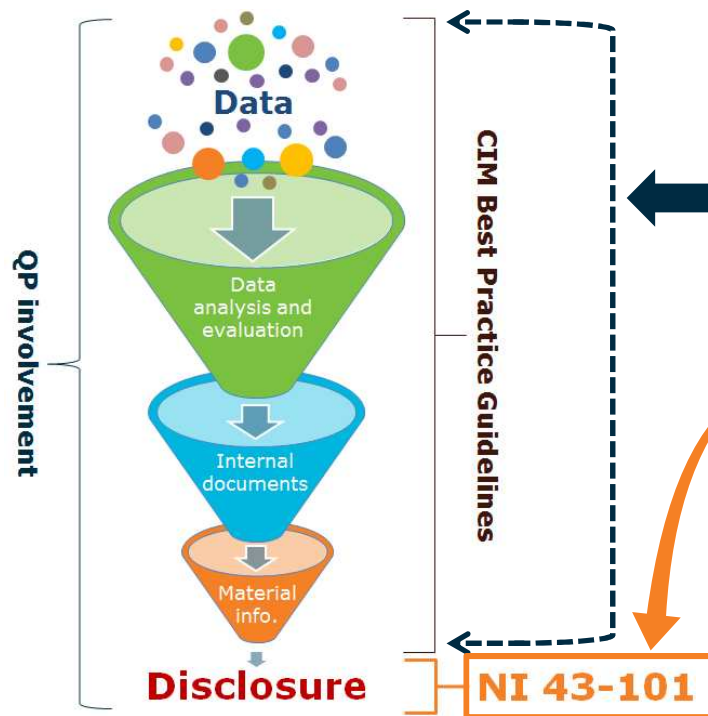 Data
QP involvement
CIM Best Practice Guidelines
Data
analysis and
evaluation
Internal
documents
Material
info.
Disclosure
NI 43-101